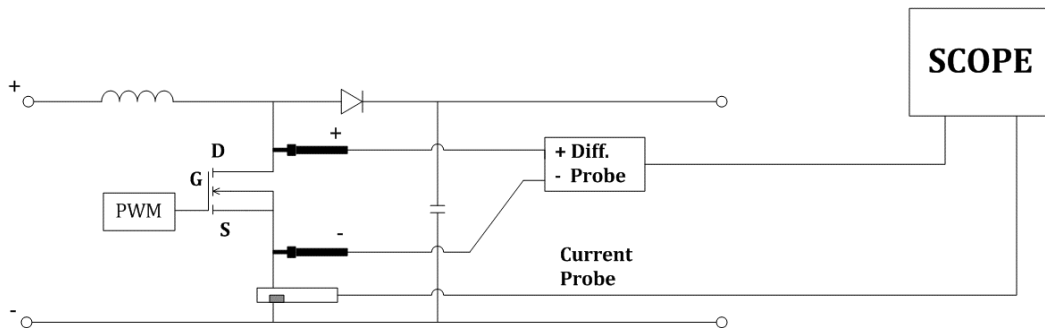 SCOPE
+
+
D
+ Diff.
- Probe
G
PWM
S
-
Current
Probe
-